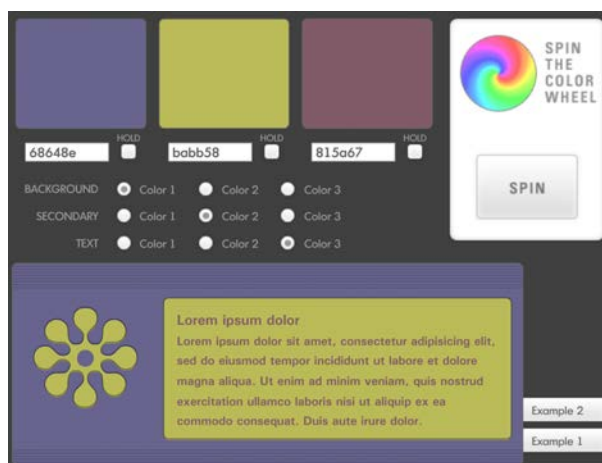 SPIN
THE
COLOR
WHEEL
HOLD
HOLD
HOLD
68648e
babb58
815a67
BACKGROUND Color 1 Color 2 Color 3
SECONDARY Color 1 Color 2 Color 3
TEXT Color 1 Color 2 Color 3
SPIN
Lorem ipsum dolor
Lorem ipsum dolor sit amet, consectetur adipisicing elit,
sed do eiusmod tempor incididunt ut labore et dolore
magna aliqua. Ut enim ad minim veniam, quis nostrud
exercitation ullamco laboris nisi ut aliquip ex ea
commodo consequat. Duis aute irure dolor.
Example 2
Example 1